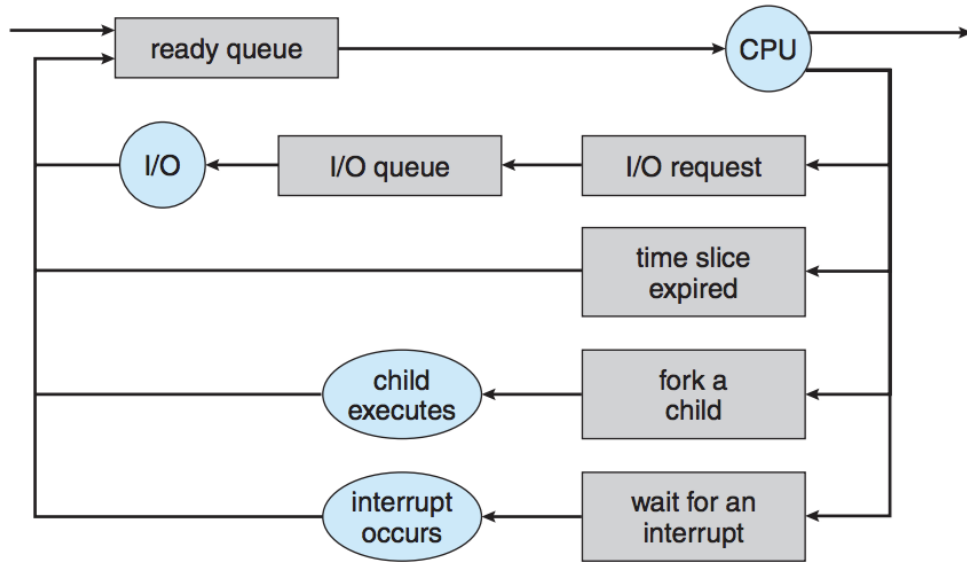 ready queue
CPU
I/O
I/O queue
I/O request
time slice
expired
child
executes
fork a
child
interrupt
occurs
wait for an
interrupt